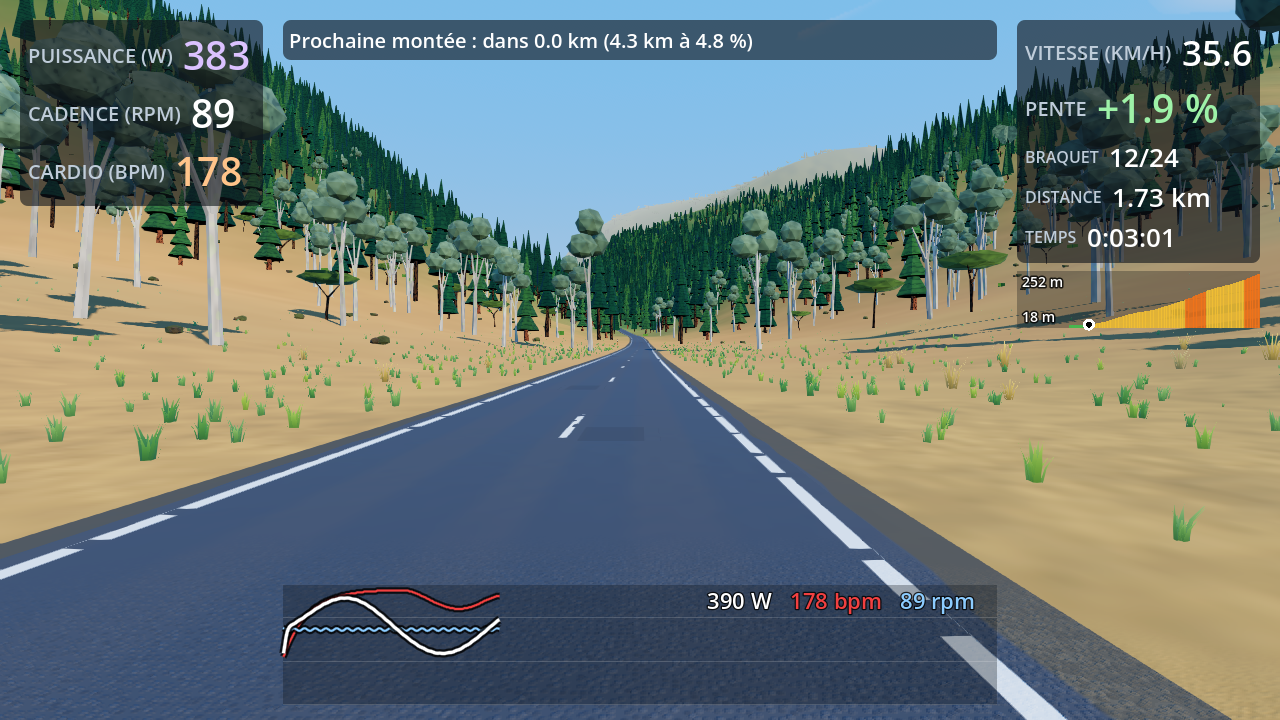 PUISSANCE (W) 383
CADENCE (RPM) 89
CARDIO (BPM) 178
Prochaine montée : dans 0.0 km (4.3 km à 4.8 %)
VITESSE (KM/H) 35.6
PENTE +1.9 %
BRAQUET 12/24
DISTANCE 1.73 km
TEMPS 0:03:01
252 m
18 m
390 W 178 bpm 89 rpm